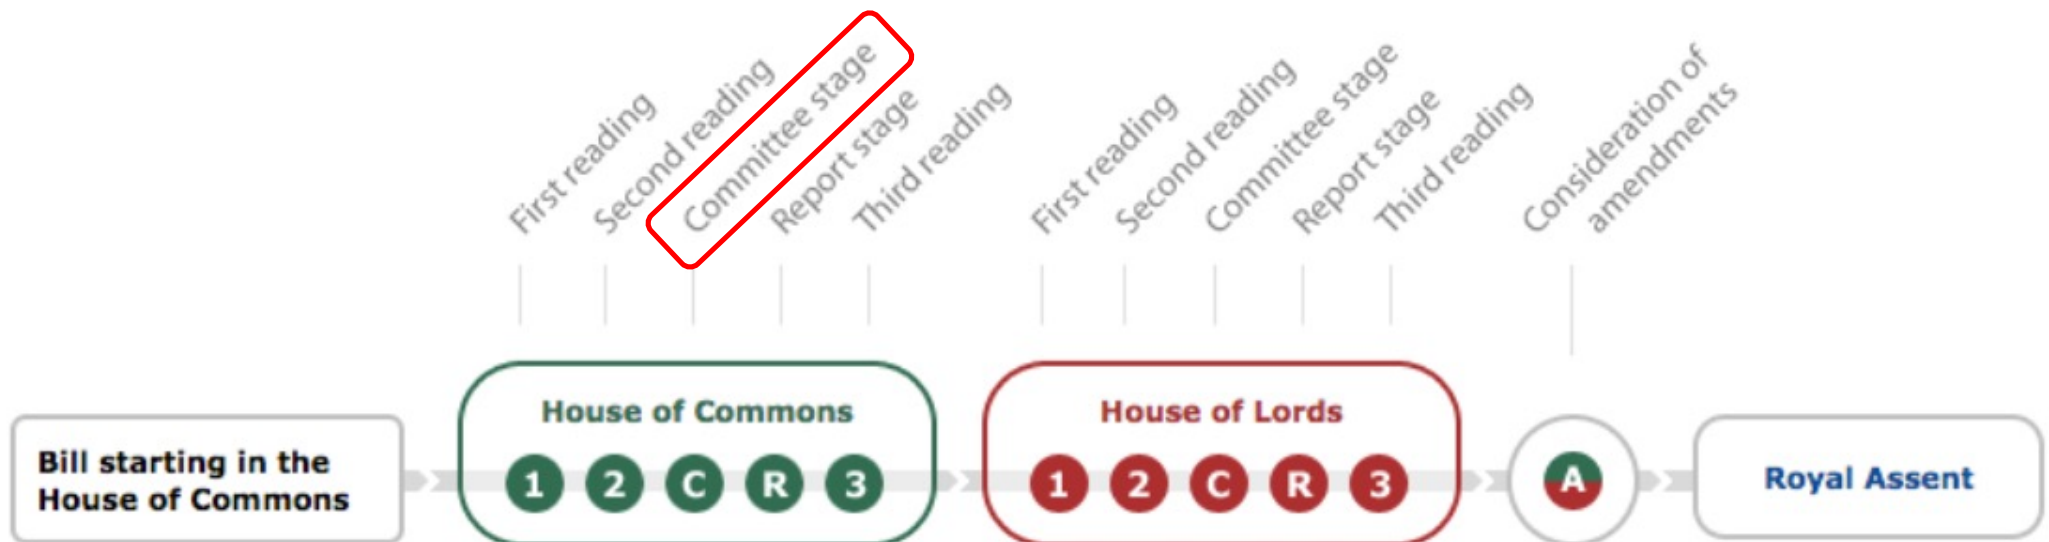 First reading
Second reading
Committee stage
Report stage
Third reading
First reading
Second reading
Committee stage
Report stage
Third reading
Consideration of
amendments
Bill starting in the
House of Commons
House of Commons
1 2 C R 3
House of Lords
1 2 C R 3
A
Royal Assent